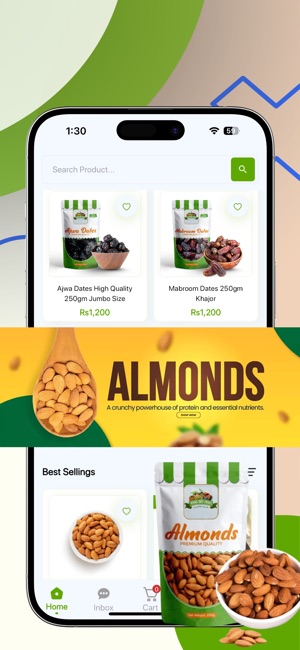 1:30
Search Product...
Ajwa Dates
Mabroom Dates
Ajwa Dates High Quality
250gm Jumbo Size
Rs1,200
Mabroom Dates 250gm
Khajor
Rs1,200
ALMONDS
A crunchy powerhouse of protein and essential nutrients.
SHOP NOW
Best Sellings
Almonds
PREMIUM QUALITY
Home
Inbox
Cart
0